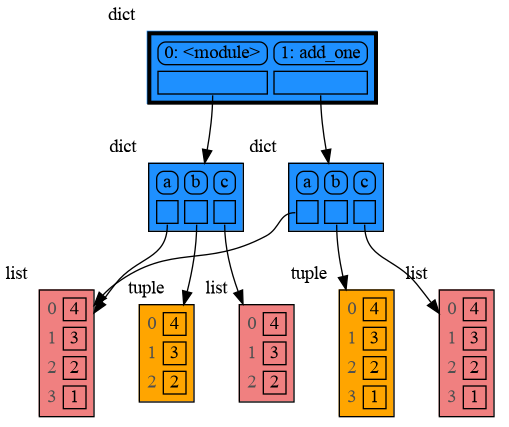 dict
0: <module> 1: add_one
dict dict
a b c a b c
list tuple list tuple list
0 4 0 4 0 4 0 4 0 4
1 3 1 3 1 3 1 3 1 3
2 2 2 2 2 2 2 2 2 2
3 1 3 1 3 1